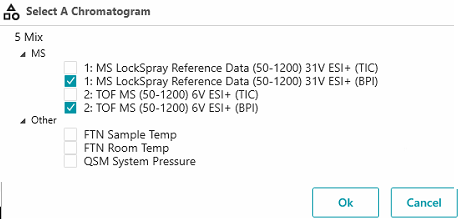 Select A Chromatogram
5 Mix
MS
1: MS LockSpray Reference Data (50-1200) 31V ESI+ (TIC)
1: MS LockSpray Reference Data (50-1200) 31V ESI+ (BPI)
2: TOF MS (50-1200) 6V ESI+ (TIC)
2: TOF MS (50-1200) 6V ESI+ (BPI)
Other
FTN Sample Temp
FTN Room Temp
QSM System Pressure
Ok Cancel